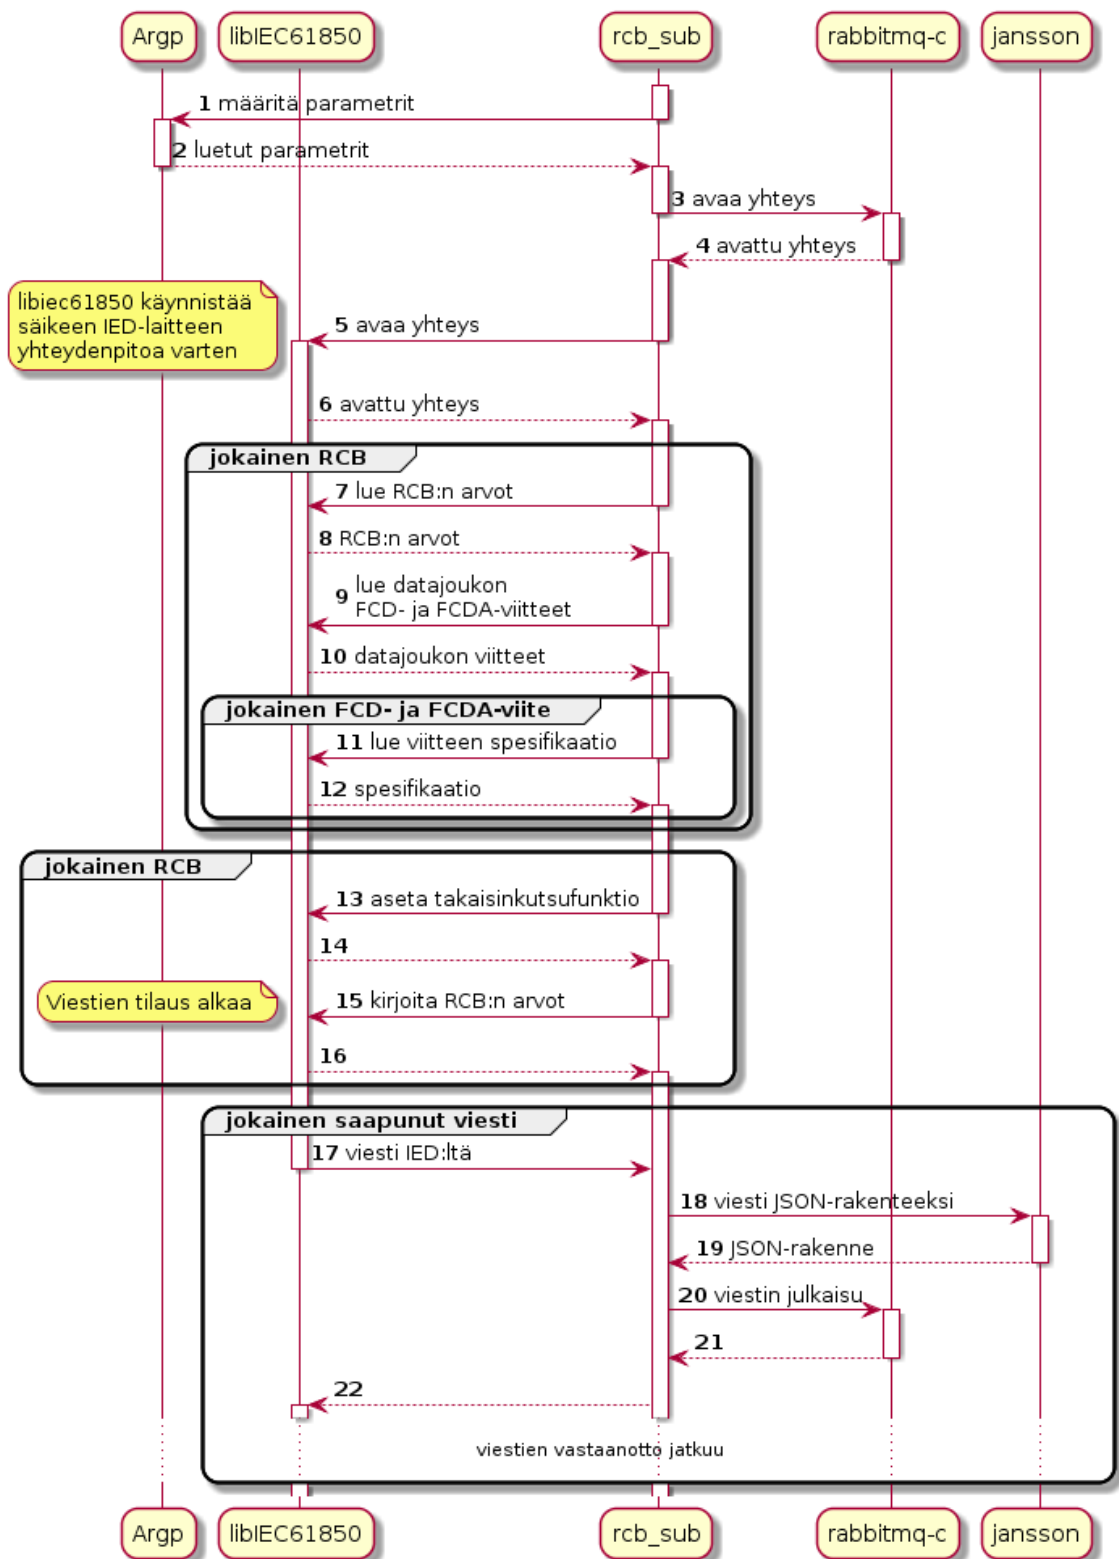 Argp
libIEC61850
rcb_sub
rabbitmq-c
jansson
1 määritä parametrit
2 luetut parametrit
3 avaa yhteys
4 avattu yhteys
libiec61850 käynnistää
säikeen IED-laitteen
yhteydenpitoa varten
5 avaa yhteys
6 avattu yhteys
jokainen RCB
7 lue RCB:n arvot
8 RCB:n arvot
9 lue datajoukon
FCD- ja FCDA-viitteet
10 datajoukon viitteet
jokainen FCD- ja FCDA-viite
11 lue viitteen spesifikaatio
12 spesifikaatio
jokainen RCB
13 aseta takaisinkutsufunktio
14
Viestien tilaus alkaa
15 kirjoita RCB:n arvot
16
jokainen saapunut viesti
17 viesti IED:ltä
18 viesti JSON-rakenteeksi
19 JSON-rakenne
20 viestin julkaisu
21
22
viestien vastaanotto jatkuu
Argp
libIEC61850
rcb_sub
rabbitmq-c
jansson